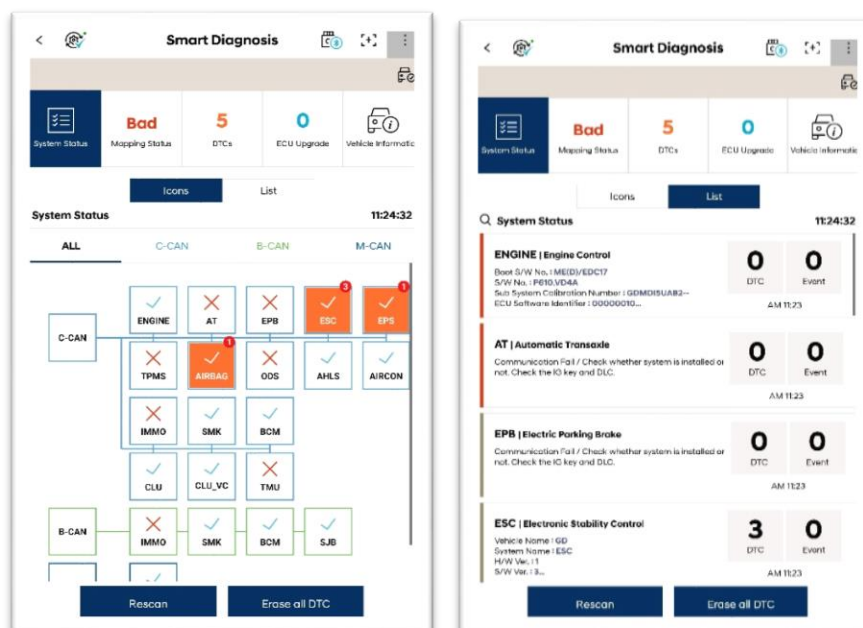 Smart Diagnosis
System Status
Bad
Mapping Status
5
DTCs
0
ECU Upgrade
Vehicle Informatic
Icons
List
System Status
11:24:32
ALL
C-CAN
B-CAN
M-CAN
C-CAN
ENGINE
AT
EPB
3
ESC
1
EPS
TPMS
1
AIRBAG
ODS
AHLS
AIRCON
IMMO
SMK
BCM
CLU
CLU_VC
TMU
B-CAN
IMMO
SMK
BCM
SJB
Rescan
Erase all DTC
Smart Diagnosis
System Status
Bad
Mapping Status
5
DTCs
0
ECU Upgrade
Vehicle Informatic
Icons
List
System Status
11:24:32
ENGINE | Engine Control
Boot S/W No. : ME(D)/EDC17
S/W No. : P610.VD4A
Sub System Calibration Number : GDMDI5UAB2--
ECU Software Identifier : 00000010...
0
DTC
0
Event
AM 11:23
AT | Automatic Transaxle
Communication Fail / Check whether system is installed or
not. Check the IG key and DLC.
0
DTC
0
Event
AM 11:23
EPB | Electric Parking Brake
Communication Fail / Check whether system is installed or
not. Check the IG key and DLC.
0
DTC
0
Event
AM 11:23
ESC | Electronic Stability Control
Vehicle Name : GD
System Name : ESC
H/W Ver. : 1
S/W Ver. : 3...
3
DTC
0
Event
AM 11:23
Rescan
Erase all DTC